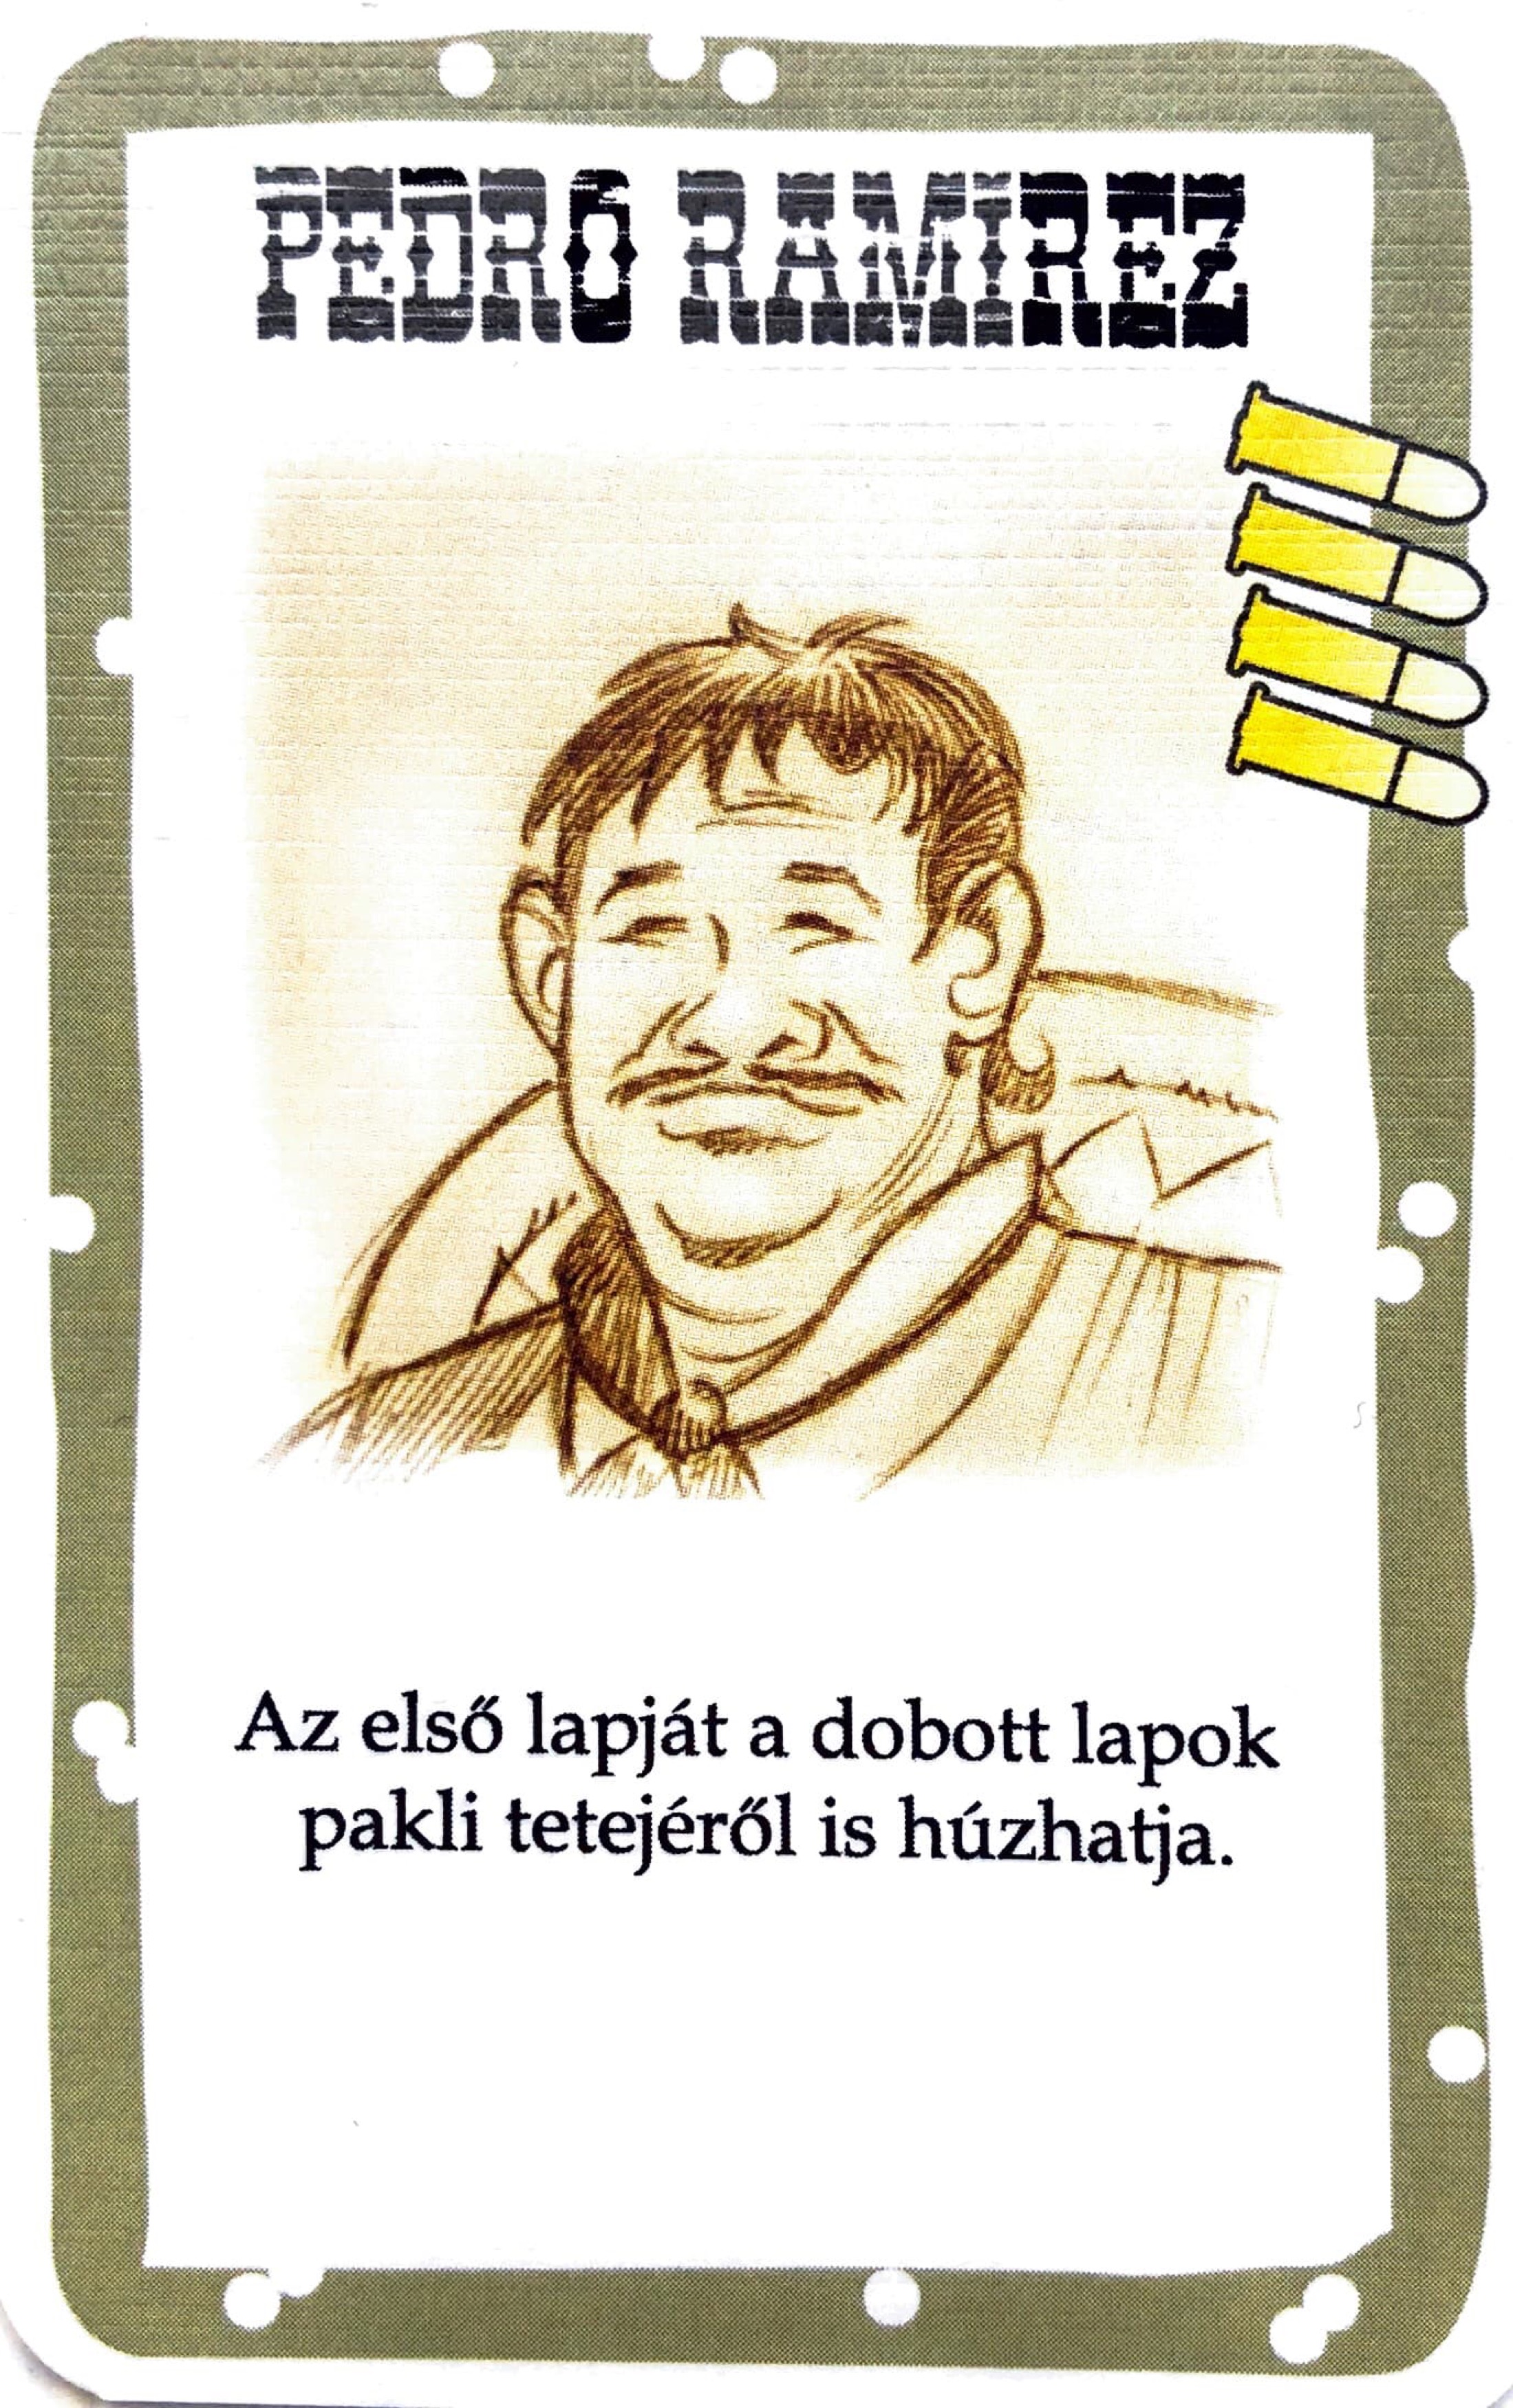 PEDRO RAMIREZ
Az első lapját a dobott lapok
pakli tetejéről is húzhatja.